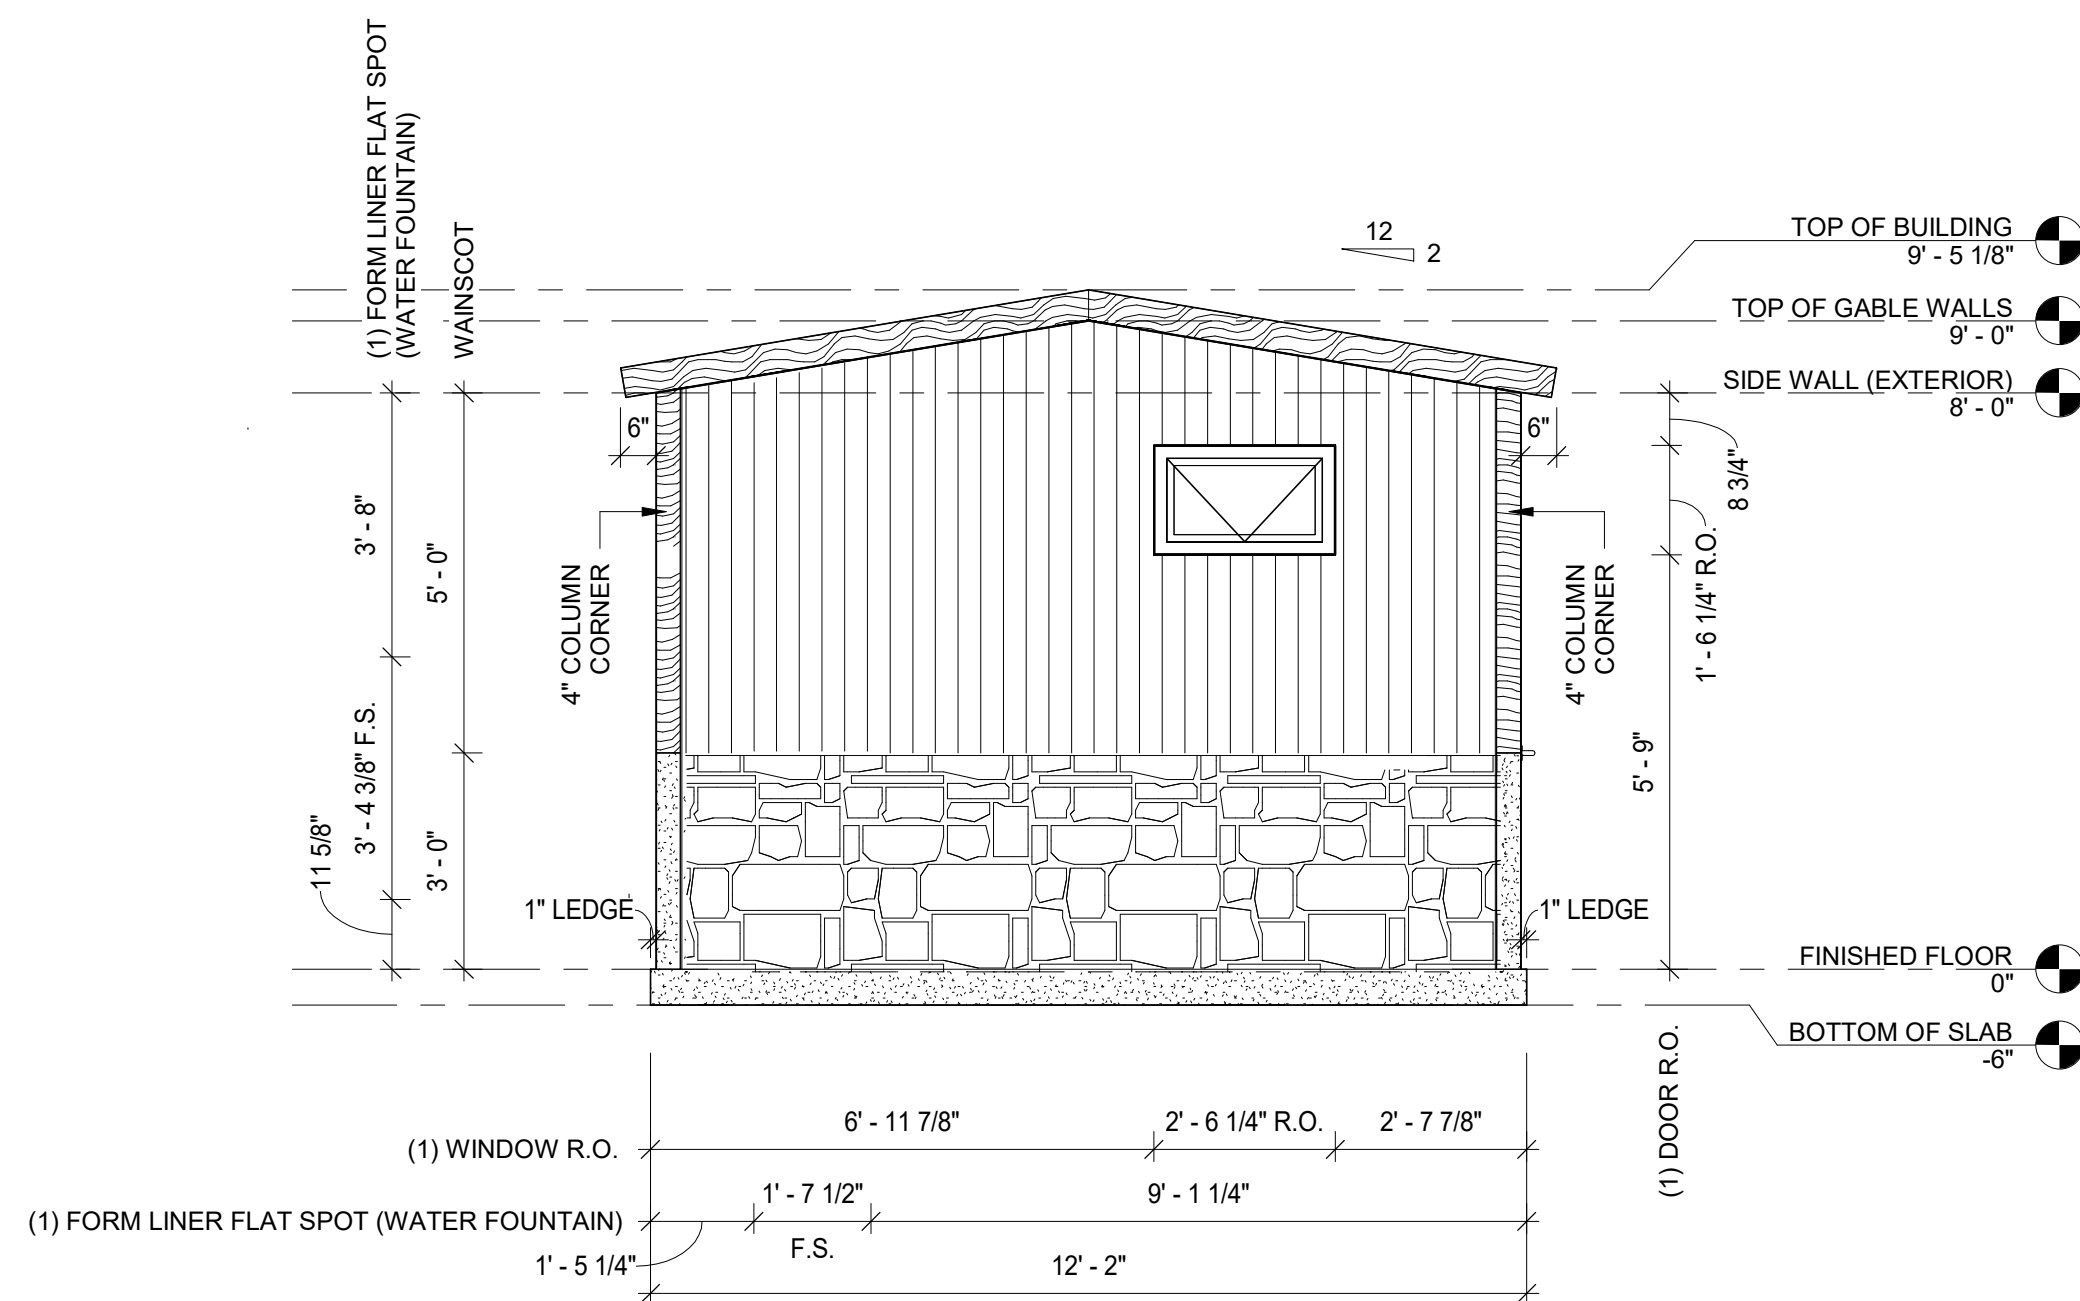 (1) FORM LINER FLAT SPOT
(WATER FOUNTAIN)
WAINSCOT
12
2
TOP OF BUILDING
9' - 5 1/8"
TOP OF GABLE WALLS
9' - 0"
SIDE WALL (EXTERIOR)
8' - 0"
6"
6"
8 3/4"
3' - 8"
5' - 0"
4" COLUMN
CORNER
4" COLUMN
CORNER
1' - 6 1/4" R.O.
3' - 4 3/8" F.S.
5' - 9"
11 5/8"
3' - 0"
1" LEDGE
1" LEDGE
FINISHED FLOOR
0"
BOTTOM OF SLAB
-6"
(1) DOOR R.O.
6' - 11 7/8"
2' - 6 1/4" R.O.
2' - 7 7/8"
(1) WINDOW R.O.
1' - 7 1/2"
9' - 1 1/4"
(1) FORM LINER FLAT SPOT (WATER FOUNTAIN)
F.S.
1' - 5 1/4"
12' - 2"